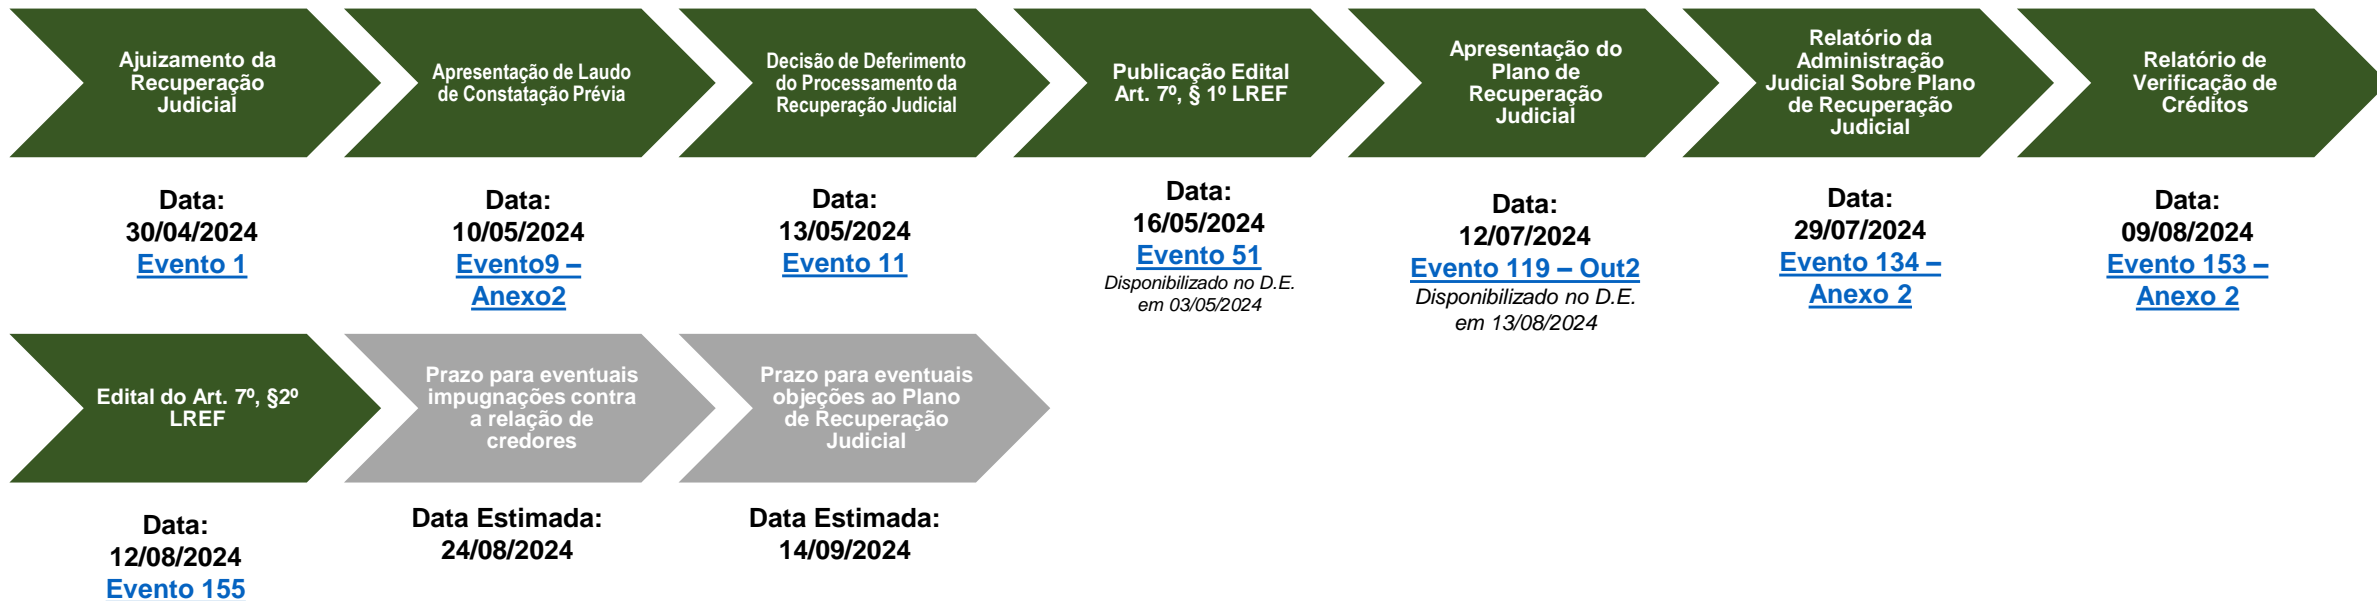 Ajuizamento da
Recuperação
Judicial
Data:
30/04/2024
Evento 1
Apresentação de Laudo
de Constatação Prévia
Data:
10/05/2024
Evento9 –
Anexo2
Decisão de Deferimento
do Processamento da
Recuperação Judicial
Data:
13/05/2024
Evento 11
Publicação Edital
Art. 7º, § 1º LREF
Data:
16/05/2024
Evento 51
Disponibilizado no D.E.
em 03/05/2024
Apresentação do
Plano de
Recuperação
Judicial
Data:
12/07/2024
Evento 119 – Out2
Disponibilizado no D.E.
em 13/08/2024
Relatório da
Administração
Judicial Sobre Plano
de Recuperação
Judicial
Data:
29/07/2024
Evento 134 –
Anexo 2
Relatório de
Verificação de
Créditos
Data:
09/08/2024
Evento 153 –
Anexo 2
Edital do Art. 7º, §2º
LREF
Data:
12/08/2024
Evento 155
Prazo para eventuais
impugnações contra
a relação de
credores
Data Estimada:
24/08/2024
Prazo para eventuais
objeções ao Plano
de Recuperação
Judicial
Data Estimada:
14/09/2024